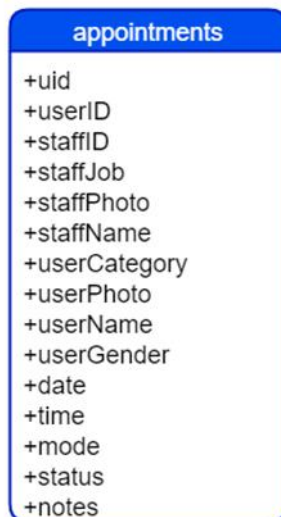 appointments
+uid
+userID
+staffID
+staffJob
+staffPhoto
+staffName
+userCategory
+userPhoto
+userName
+userGender
+date
+time
+mode
+status
+notes